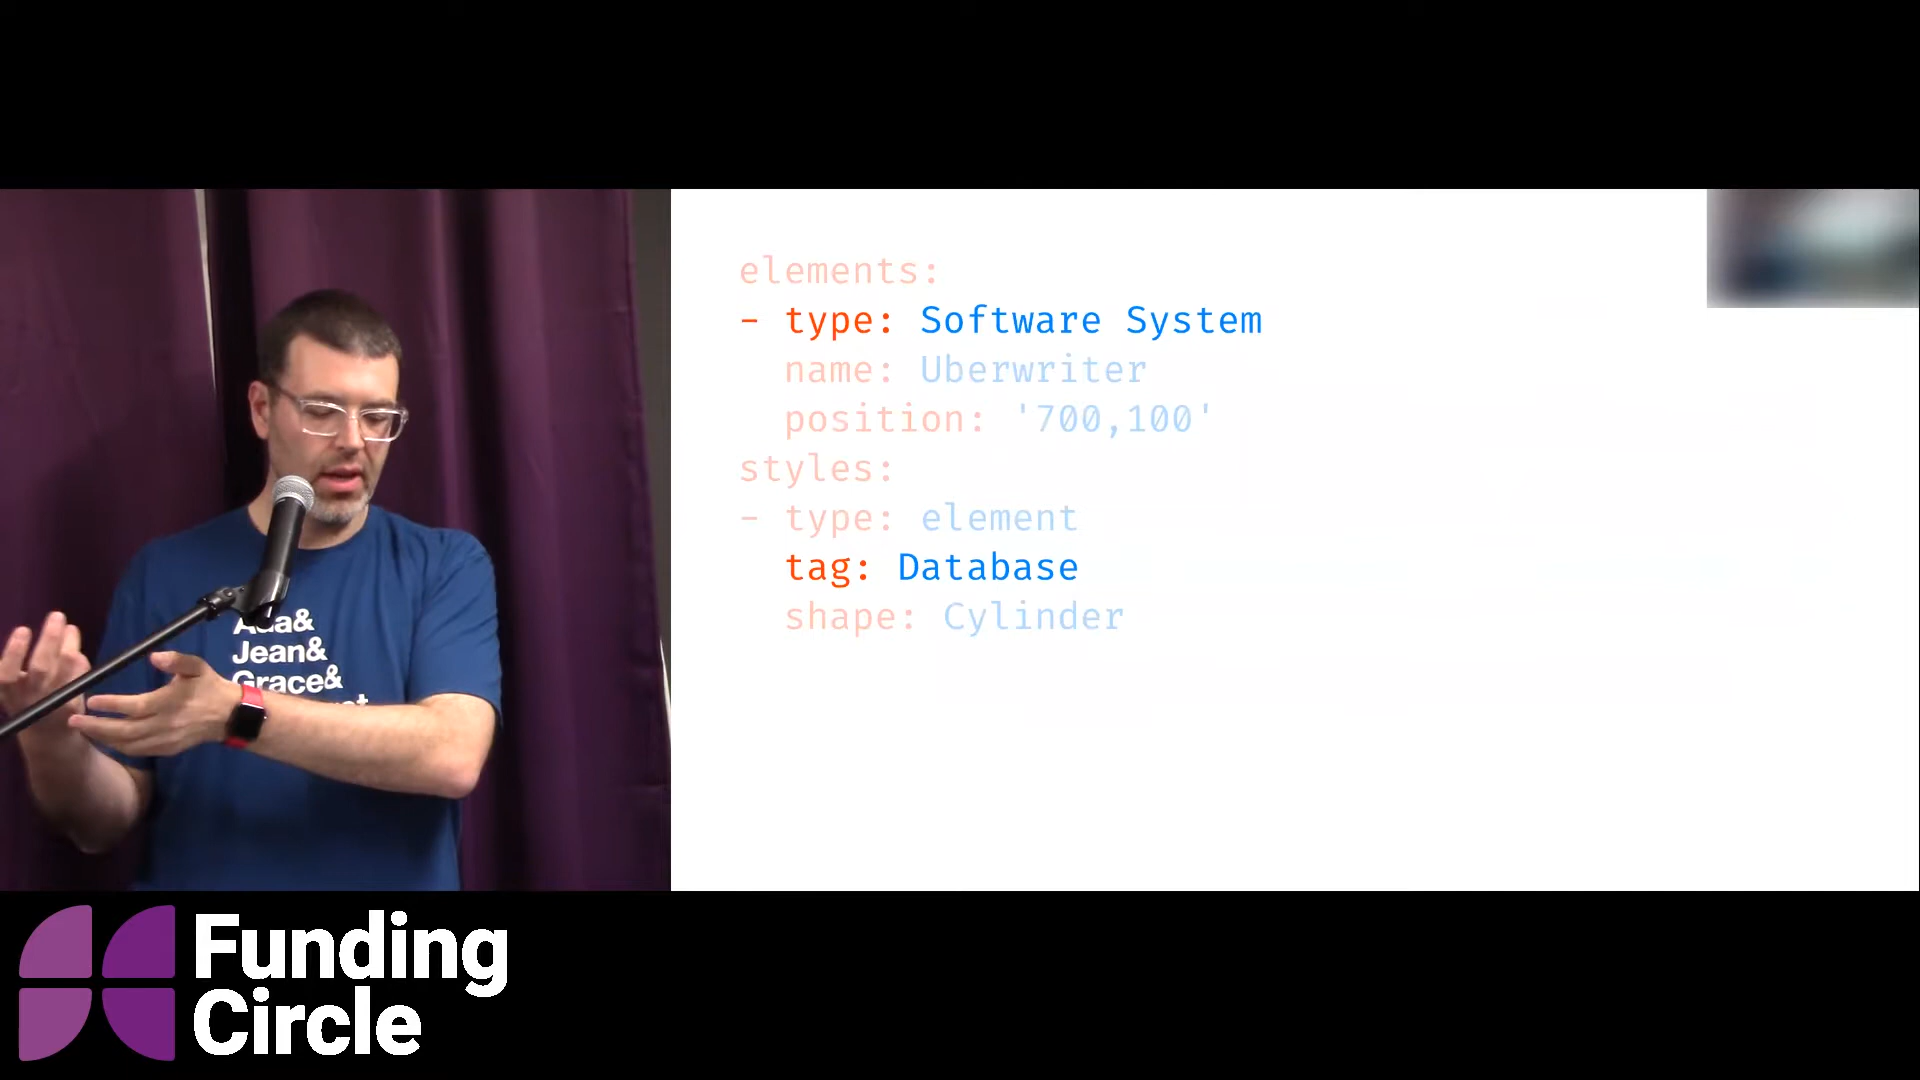 elements:
- type: Software System
name: Uberwriter
position: '700,100'
styles:
- type: element
tag: Database
shape: Cylinder
Jean&
Grace&
Funding
Circle